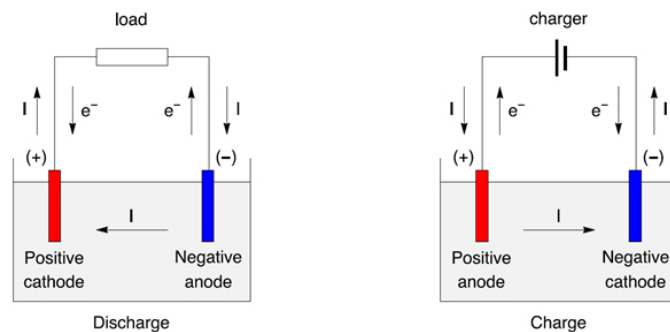 load
charger
I
e⁻
e⁻
I
I
e⁻
e⁻
I
(+)
(−)
(+)
(−)
I
I
Positive
cathode
Negative
anode
Positive
anode
Negative
cathode
Discharge
Charge